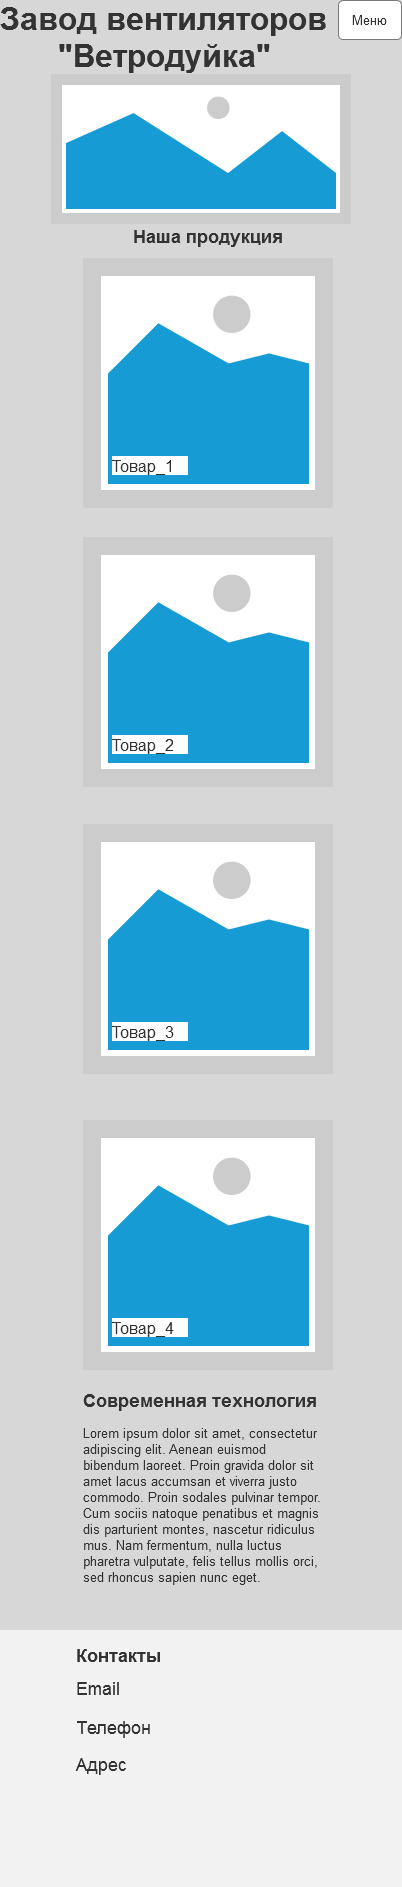 Завод вентиляторов
"Ветродуйка"
Меню
Наша продукция
Товар_1
Товар_2
Товар_3
Товар_4
Современная технология
Lorem ipsum dolor sit amet, consectetur
adipiscing elit. Aenean euismod
bibendum laoreet. Proin gravida dolor sit
amet lacus accumsan et viverra justo
commodo. Proin sodales pulvinar tempor.
Cum sociis natoque penatibus et magnis
dis parturient montes, nascetur ridiculus
mus. Nam fermentum, nulla luctus
pharetra vulputate, felis tellus mollis orci,
sed rhoncus sapien nunc eget.
Контакты
Email
Телефон
Адрес